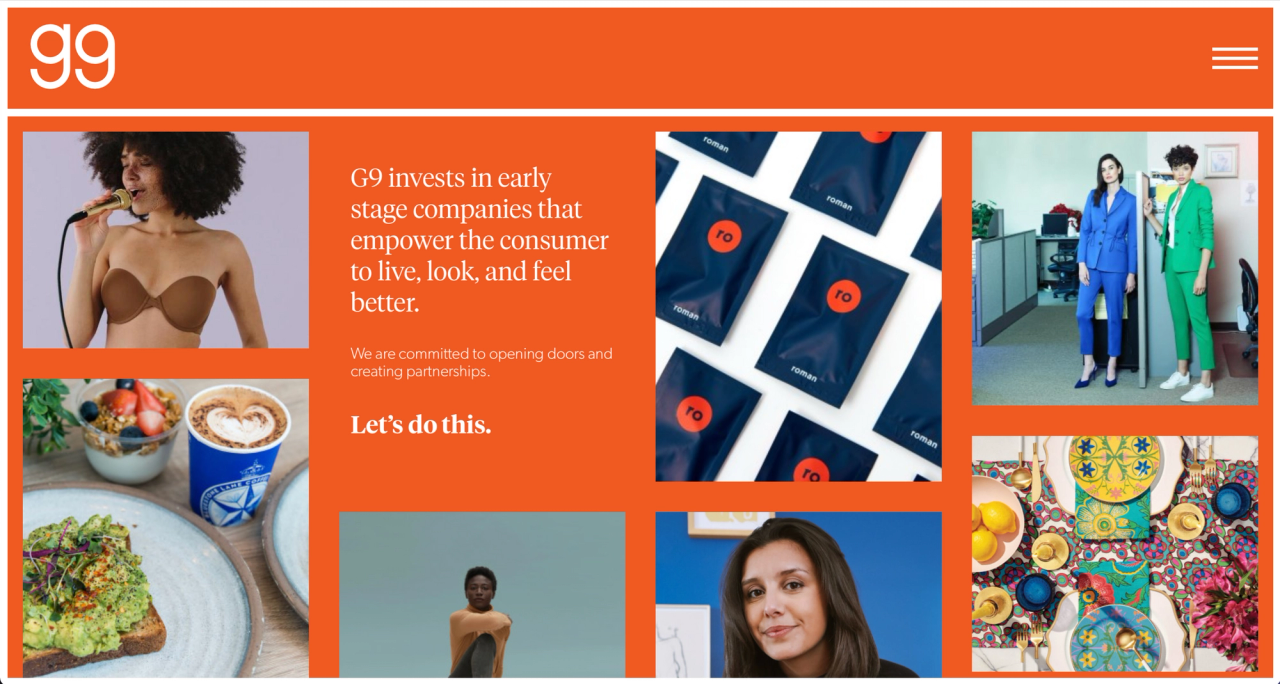 g9
G9 invests in early
stage companies that
empower the consumer
to live, look, and feel
better.
We are committed to opening doors and
creating partnerships.
Let’s do this.
roman
roman
ro
roman
ro
roman
ro
roman
ro
LANE